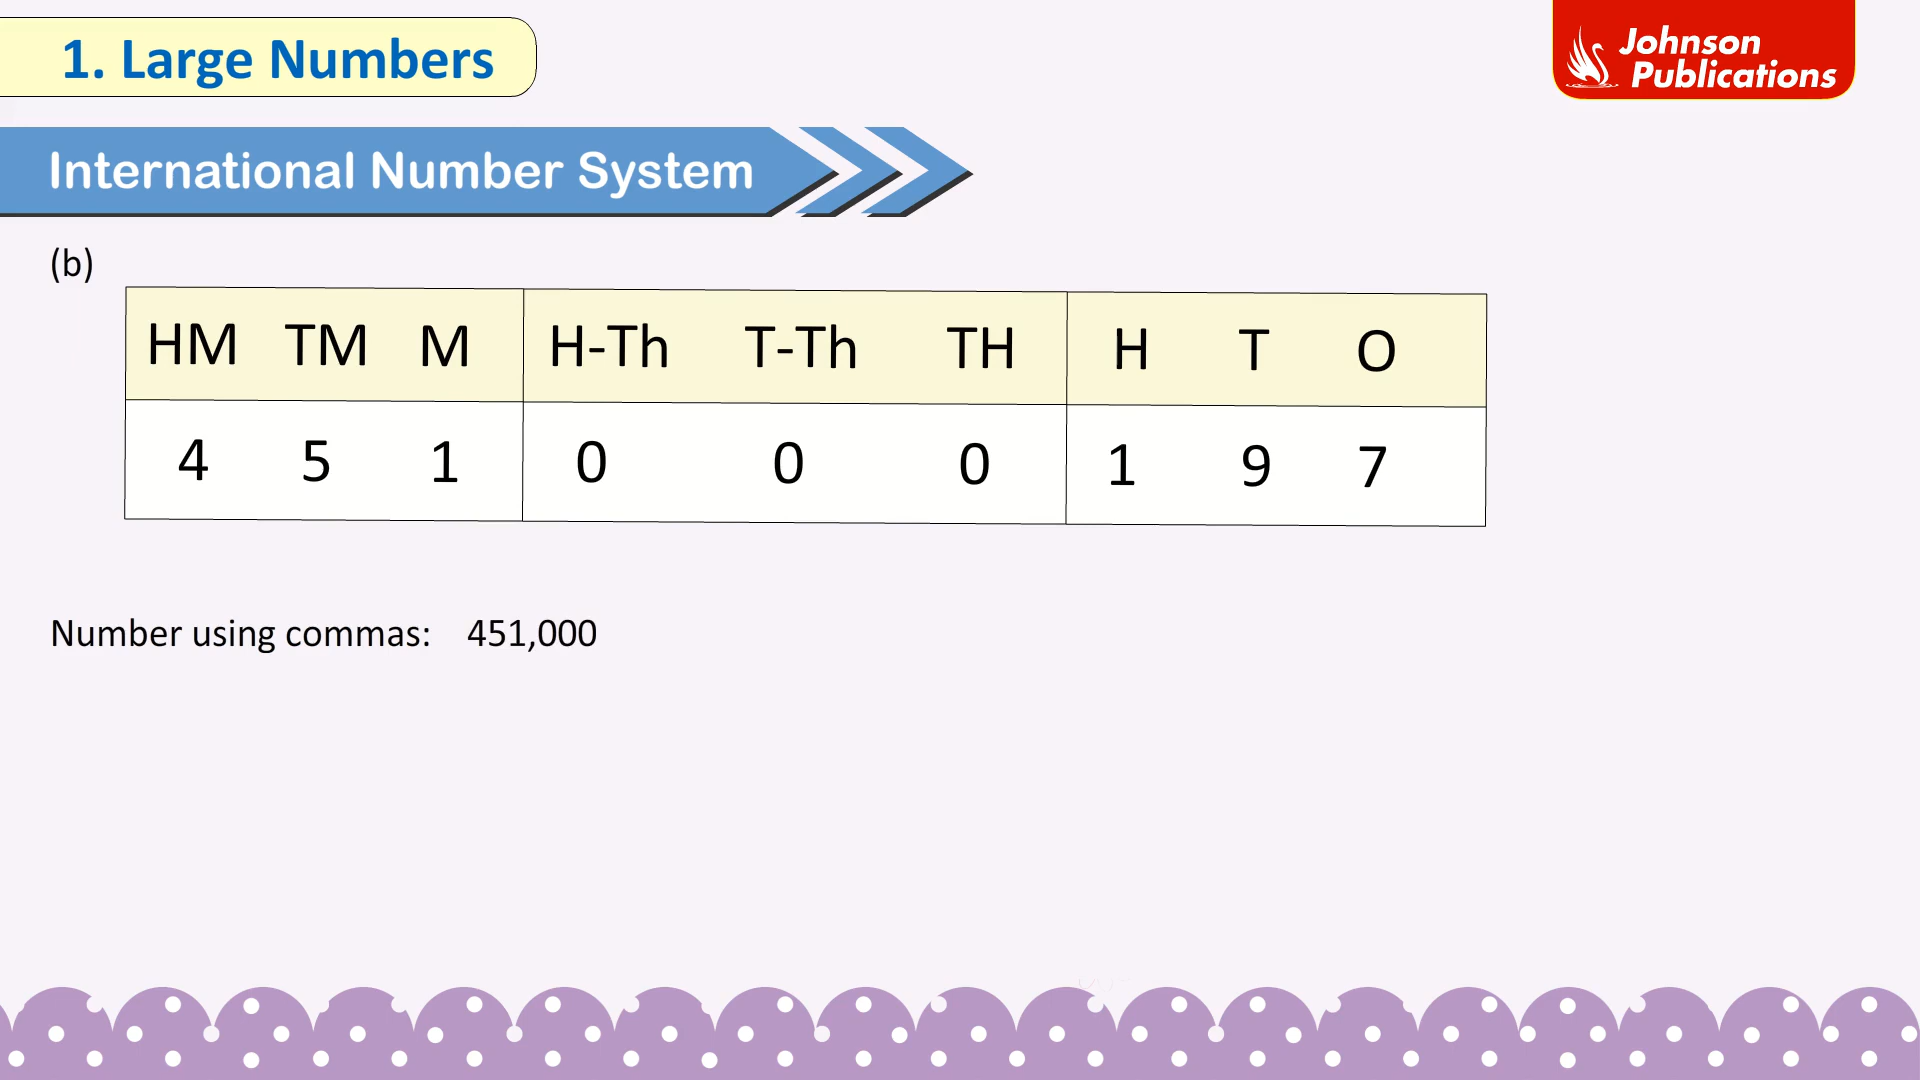 1. Large Numbers
Johnson
Publications
International Number System
(b)
HM TM M H-Th T-Th TH H T O
4 5 1 0 0 0 1 9 7
Number using commas: 451,000